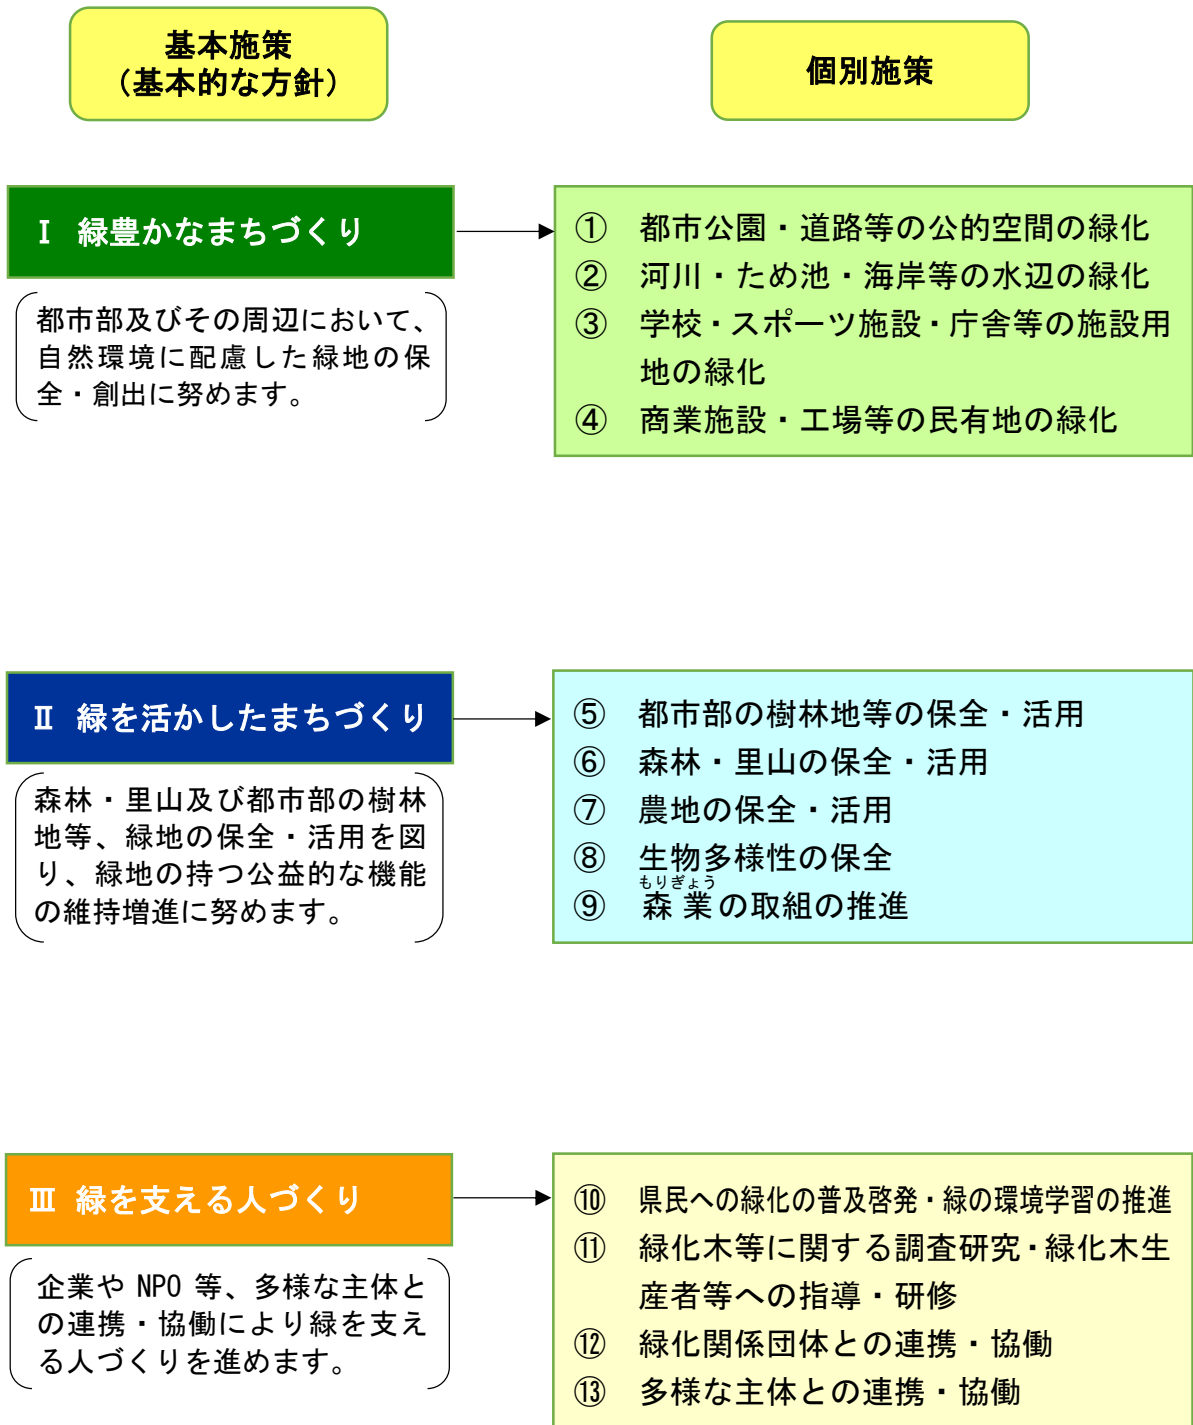 基本施策
（基本的な方針）
個別施策
Ⅰ 緑豊かなまちづくり
都市部及びその周辺において、
自然環境に配慮した緑地の保
全・創出に努めます。
① 都市公園・道路等の公的空間の緑化
② 河川・ため池・海岸等の水辺の緑化
③ 学校・スポーツ施設・庁舎等の施設用
地の緑化
④ 商業施設・工場等の民有地の緑化
Ⅱ 緑を活かしたまちづくり
森林・里山及び都市部の樹林
地等、緑地の保全・活用を図
り、緑地の持つ公益的な機能
の維持増進に努めます。
⑤ 都市部の樹林地等の保全・活用
⑥ 森林・里山の保全・活用
⑦ 農地の保全・活用
⑧ 生物多様性の保全
もりぎょう
⑨ 森業の取組の推進
Ⅲ 緑を支える人づくり
企業や NPO 等、多様な主体と
の連携・協働により緑を支え
る人づくりを進めます。
⑩ 県民への緑化の普及啓発・緑の環境学習の推進
⑪ 緑化木等に関する調査研究・緑化木生
産者等への指導・研修
⑫ 緑化関係団体との連携・協働
⑬ 多様な主体との連携・協働